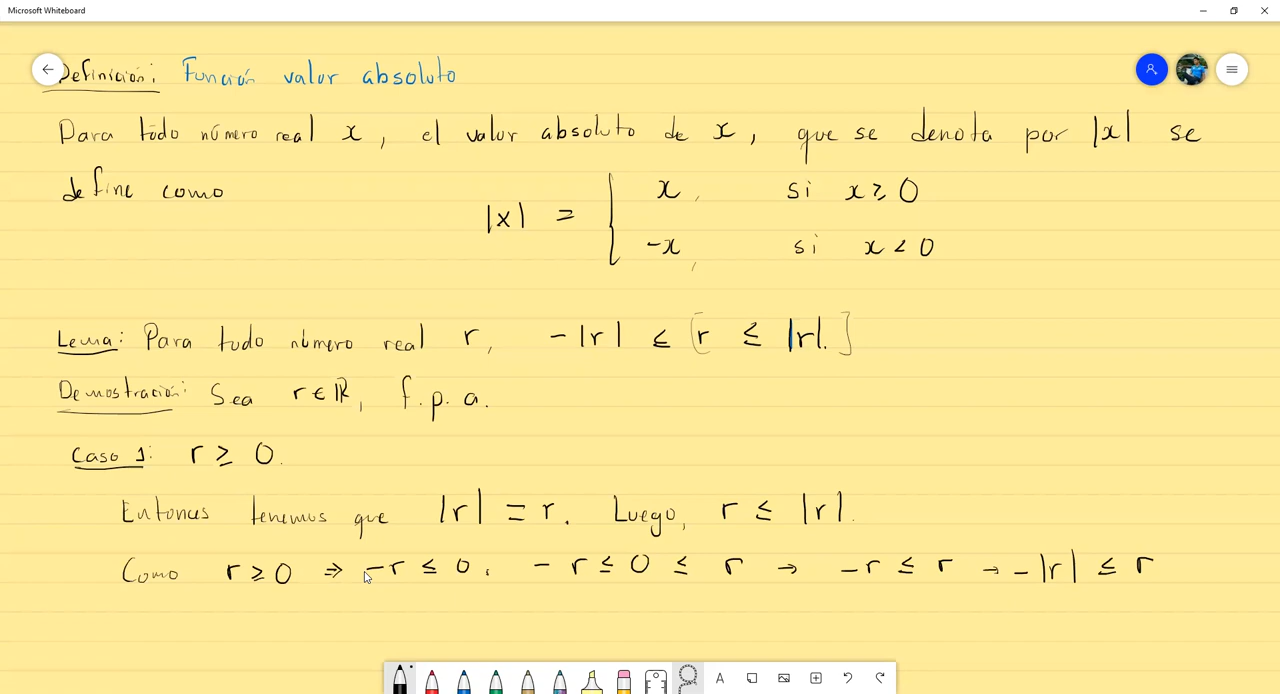 Microsoft Whiteboard
Definición: Función valor absoluto
Para todo número real x, el valor absoluto de x, que se denota por |x| se
define como
|x| = { x, si x ≥ 0
-x, si x < 0
Lema: Para todo número real r, -|r| ≤ [r ≤ |r|.]
Demostración: Sea r ∈ ℝ, f.p.a.
Caso 1: r ≥ 0.
Entonces tenemos que |r| = r. Luego, r ≤ |r|.
Como r ≥ 0 ⇒ -r ≤ 0. -r ≤ 0 ≤ r → -r ≤ r → -|r| ≤ r
A